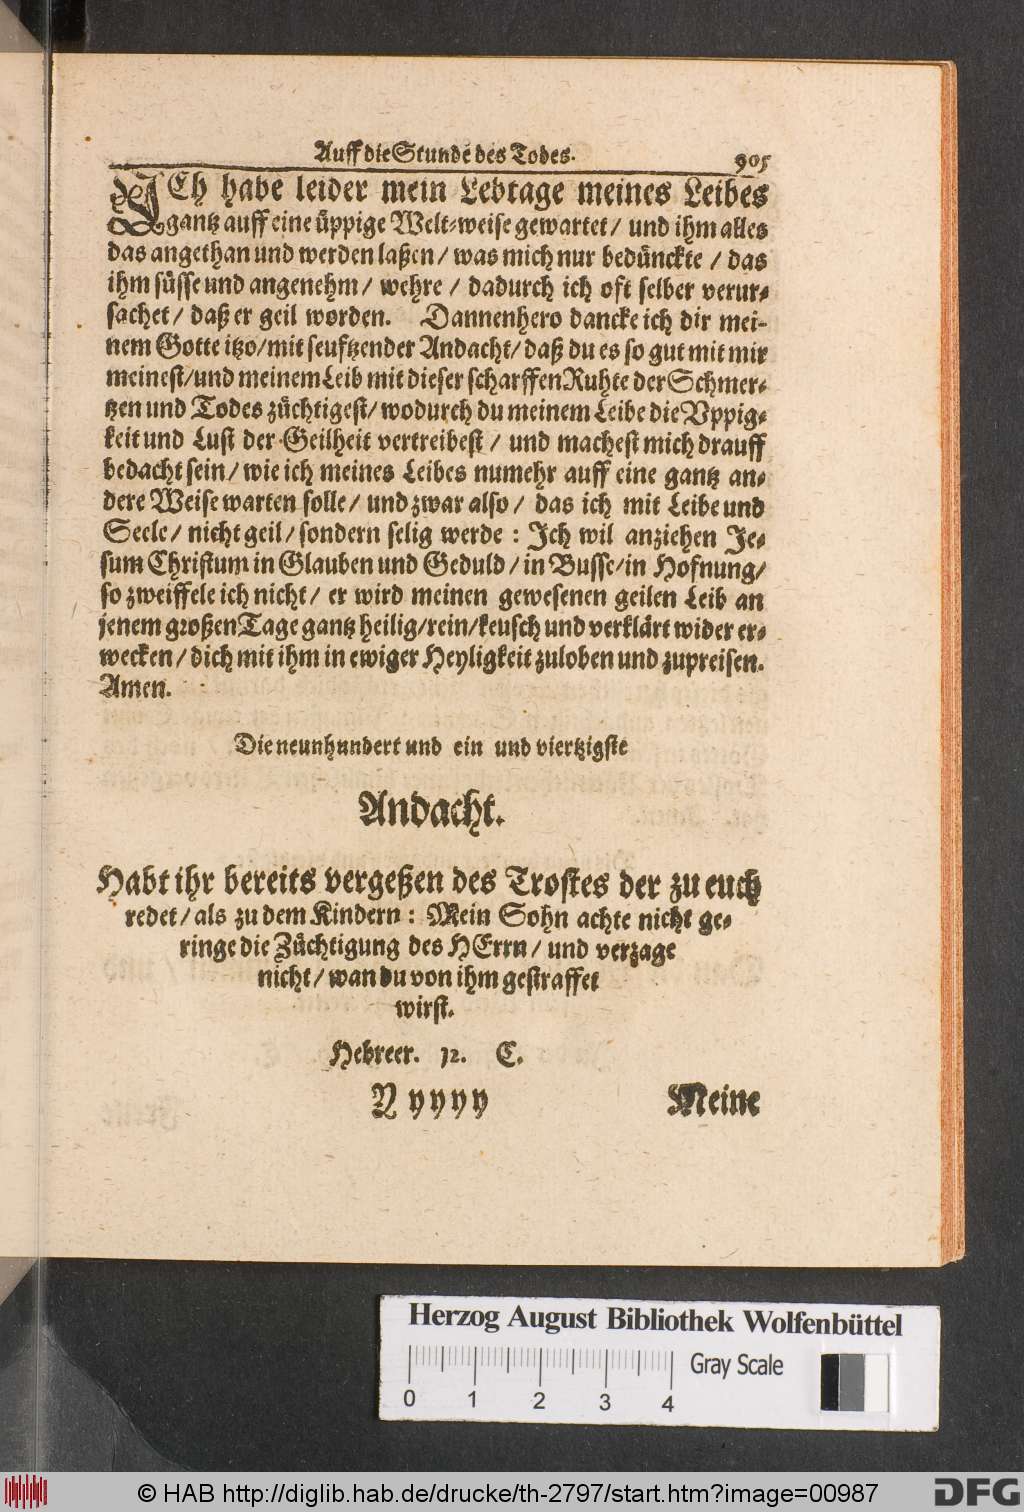 Auff die Stunde des Todes. 905
ICh habe leider mein Lebtage meines Leibes
gantz auff eine üppige Welt-weise gewartet / und ihm alles
das angethan und werden laßen / was mich nur bedünckte / das
ihm süsse und angenehm / wehre / dadurch ich oft selber verur-
sachet / daß er geil worden. Dannenhero dancke ich dir mei-
nem Gotte itzo / mit seuftzender Andacht / daß du es so gut mit mir
meinest / und meinem Leib mit dieser scharffen Ruhte der Schmer-
tzen und Todes züchtigest / wodurch du meinem Leibe die Vppig-
keit und Lust der Geilheit vertreibest / und machest mich drauff
bedacht sein / wie ich meines Leibes numehr auff eine gantz an-
dere Weise warten solle / und zwar also / das ich mit Leibe und
Seele / nicht geil / sondern selig werde : Jch wil anziehen Je-
sum Christum in Glauben und Geduld / in Busse / in Hofnung /
so zweiffele ich nicht / er wird meinen gewesenen geilen Leib an
jenem großen Tage gantz heilig / rein / keusch und verklärt wider er-
wecken / dich mit ihm in ewiger Heyligkeit zuloben und zupreisen.
Amen.
Die neunhundert und ein und viertzigste
Andacht.
Habt ihr bereits vergeßen des Trostes der zu euch
redet / als zu dem Kindern : Mein Sohn achte nicht ge-
ringe die Züchtigung des HErrn / und verzage
nicht / wan du von ihm gestraffet
wirst.
Hebreer. 12. C.
Y yyyy Meine
Herzog August Bibliothek Wolfenbüttel
Gray Scale
0 1 2 3 4
© HAB http://diglib.hab.de/drucke/th-2797/start.htm?image=00987
DFG